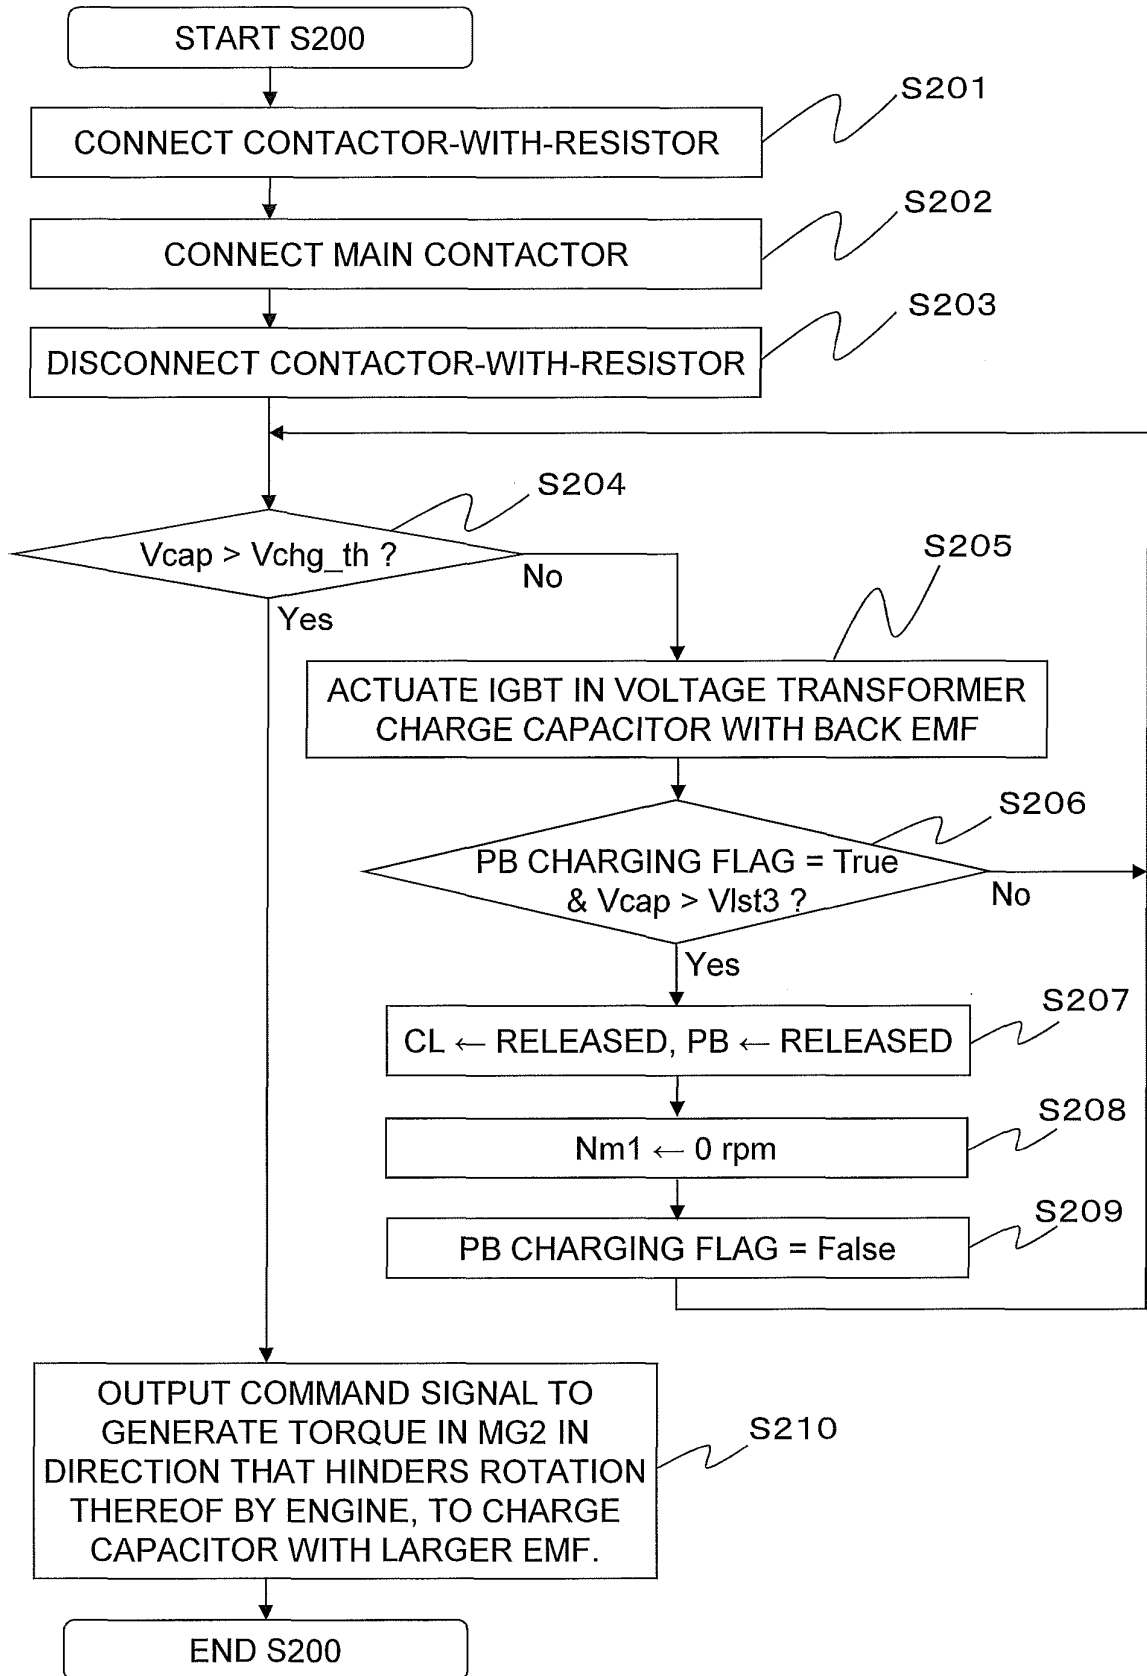 START S200
S201
CONNECT CONTACTOR-WITH-RESISTOR
S202
CONNECT MAIN CONTACTOR
S203
DISCONNECT CONTACTOR-WITH-RESISTOR
S204
Vcap > Vchg_th ?
No
Yes
S205
ACTUATE IGBT IN VOLTAGE TRANSFORMER
CHARGE CAPACITOR WITH BACK EMF
S206
PB CHARGING FLAG = True
& Vcap > Vlst3 ?
No
Yes
S207
CL ← RELEASED, PB ← RELEASED
S208
Nm1 ← 0 rpm
S209
PB CHARGING FLAG = False
OUTPUT COMMAND SIGNAL TO
GENERATE TORQUE IN MG2 IN
DIRECTION THAT HINDERS ROTATION
THEREOF BY ENGINE, TO CHARGE
CAPACITOR WITH LARGER EMF.
S210
END S200